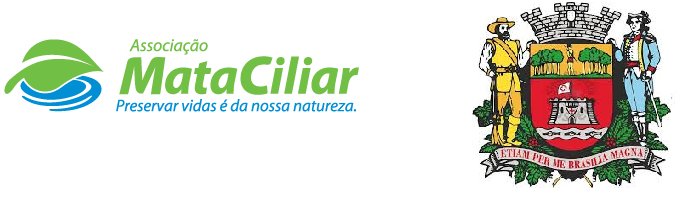 Associação
MataCiliar
Preservar vidas é da nossa natureza.
ETIAM PER ME BRASILIA MAGNA